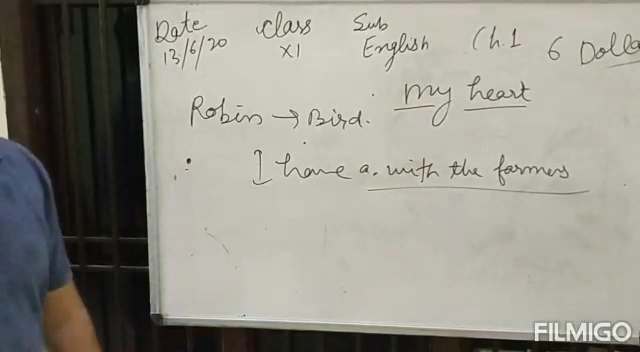 Date Class Sub Ch.1 6 Dolla
13/6/20 XI English
Robin → Bird. my heart
∴ I have a. with the farmers
FILMIGO